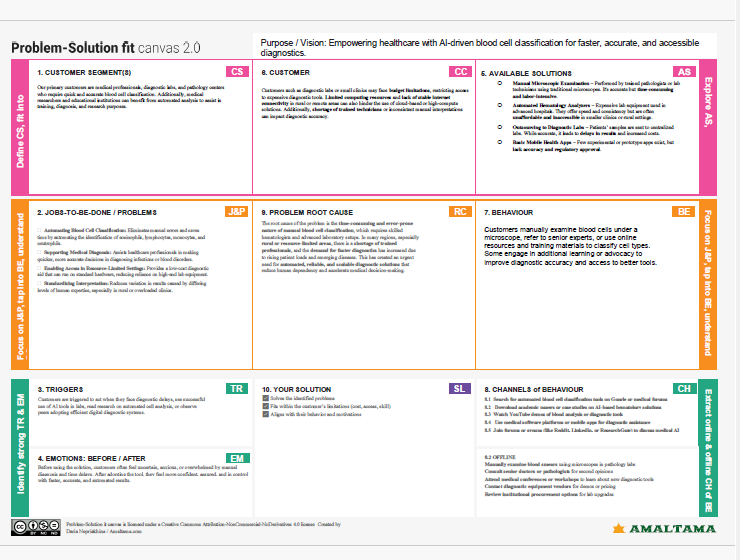 Problem-Solution fit canvas 2.0
Purpose / Vision: Empowering healthcare with AI-driven blood cell classification for faster, accurate, and accessible
diagnostics.
Define CS, fit into
1. CUSTOMER SEGMENT(S)
CS
Our primary customers are medical professionals, diagnostic labs, and pathology centers
who require quick and accurate blood cell classification. Additionally, medical
researchers and educational institutions can benefit from automated analysis to assist in
training, diagnosis, and research purposes.
6. CUSTOMER
CC
Customers such as diagnostic labs or small clinics may face budget limitations, restricting access
to expensive diagnostic tools. Limited computing resources and lack of stable internet
connectivity in rural or remote areas can also hinder the use of cloud-based or high-compute
solutions. Additionally, shortage of trained technicians or inconsistent manual interpretations
can impact diagnostic accuracy.
5. AVAILABLE SOLUTIONS
AS
Manual Microscopic Examination – Performed by trained pathologists or lab
technicians using traditional microscopes. It's accurate but time-consuming
and labor-intensive.
Automated Hematology Analyzers – Expensive lab equipment used in
advanced hospitals. They offer speed and consistency but are often
unaffordable and inaccessible in smaller clinics or rural settings.
Outsourcing to Diagnostic Labs – Patients' samples are sent to centralized
labs. While accurate, it leads to delays in results and increased costs.
Basic Mobile Health Apps – Few experimental or prototype apps exist, but
lack accuracy and regulatory approval.
Explore AS,
Focus on J&P, tap into BE, understand
2. JOBS-TO-BE-DONE / PROBLEMS
J&P
Automating Blood Cell Classification: Eliminates manual errors and saves
time by automating the identification of eosinophils, lymphocytes, monocytes, and
neutrophils.
Supporting Medical Diagnosis: Assists healthcare professionals in making
quicker, more accurate decisions in diagnosing infections or blood disorders.
Enabling Access in Resource-Limited Settings: Provides a low-cost diagnostic
aid that can run on standard hardware, reducing reliance on high-end lab equipment.
Standardizing Interpretation: Reduces variation in results caused by differing
levels of human expertise, especially in rural or overloaded clinics.
9. PROBLEM ROOT CAUSE
RC
The root cause of the problem is the time-consuming and error-prone
nature of manual blood cell classification, which requires skilled
hematologists and advanced laboratory setups. In many regions, especially
rural or resource-limited areas, there is a shortage of trained
professionals, and the demand for faster diagnostics has increased due
to rising patient loads and emerging diseases. This has created an urgent
need for automated, reliable, and scalable diagnostic solutions that
reduce human dependency and accelerate medical decision-making.
7. BEHAVIOUR
BE
Customers manually examine blood cells under a
microscope, refer to senior experts, or use online
resources and training materials to classify cell types.
Some engage in additional learning or advocacy to
improve diagnostic accuracy and access to better tools.
Focus on J&P, tap into BE, understand
Identify strong TR & EM
3. TRIGGERS
TR
Customers are triggered to act when they face diagnostic delays, see successful
use of AI tools in labs, read research on automated cell analysis, or observe
peers adopting efficient digital diagnostic systems.
4. EMOTIONS: BEFORE / AFTER
EM
Before using the solution, customers often feel uncertain, anxious, or overwhelmed by manual
diagnosis and time delays. After adopting the tool, they feel more confident, assured, and in control
with faster, accurate, and automated results.
10. YOUR SOLUTION
SL
Solves the identified problems
Fits within the customer's limitations (cost, access, skill)
Aligns with their behavior and motivations
8. CHANNELS of BEHAVIOUR
CH
8.1 Search for automated blood cell classification tools on Google or medical forums
8.2 Download academic papers or case studies on AI-based hematology solutions
8.3 Watch YouTube demos of blood analysis or diagnostic tools
8.4 Use medical software platforms or mobile apps for diagnostic assistance
8.5 Join forums or groups (like Reddit, LinkedIn, or ResearchGate) to discuss medical AI
8.2 OFFLINE
Manually examine blood smears using microscopes in pathology labs
Consult senior doctors or pathologists for second opinions
Attend medical conferences or workshops to learn about new diagnostic tools
Contact diagnostic equipment vendors for demos or pricing
Review institutional procurement options for lab upgrades
Extract online & offline CH of BE
CC BY NC ND
Problem-Solution fit canvas is licensed under a Creative Commons Attribution-NonCommercial-NoDerivatives 4.0 license Created by
Daria Nepriakhina / Amaltama.com
AMALTAMA